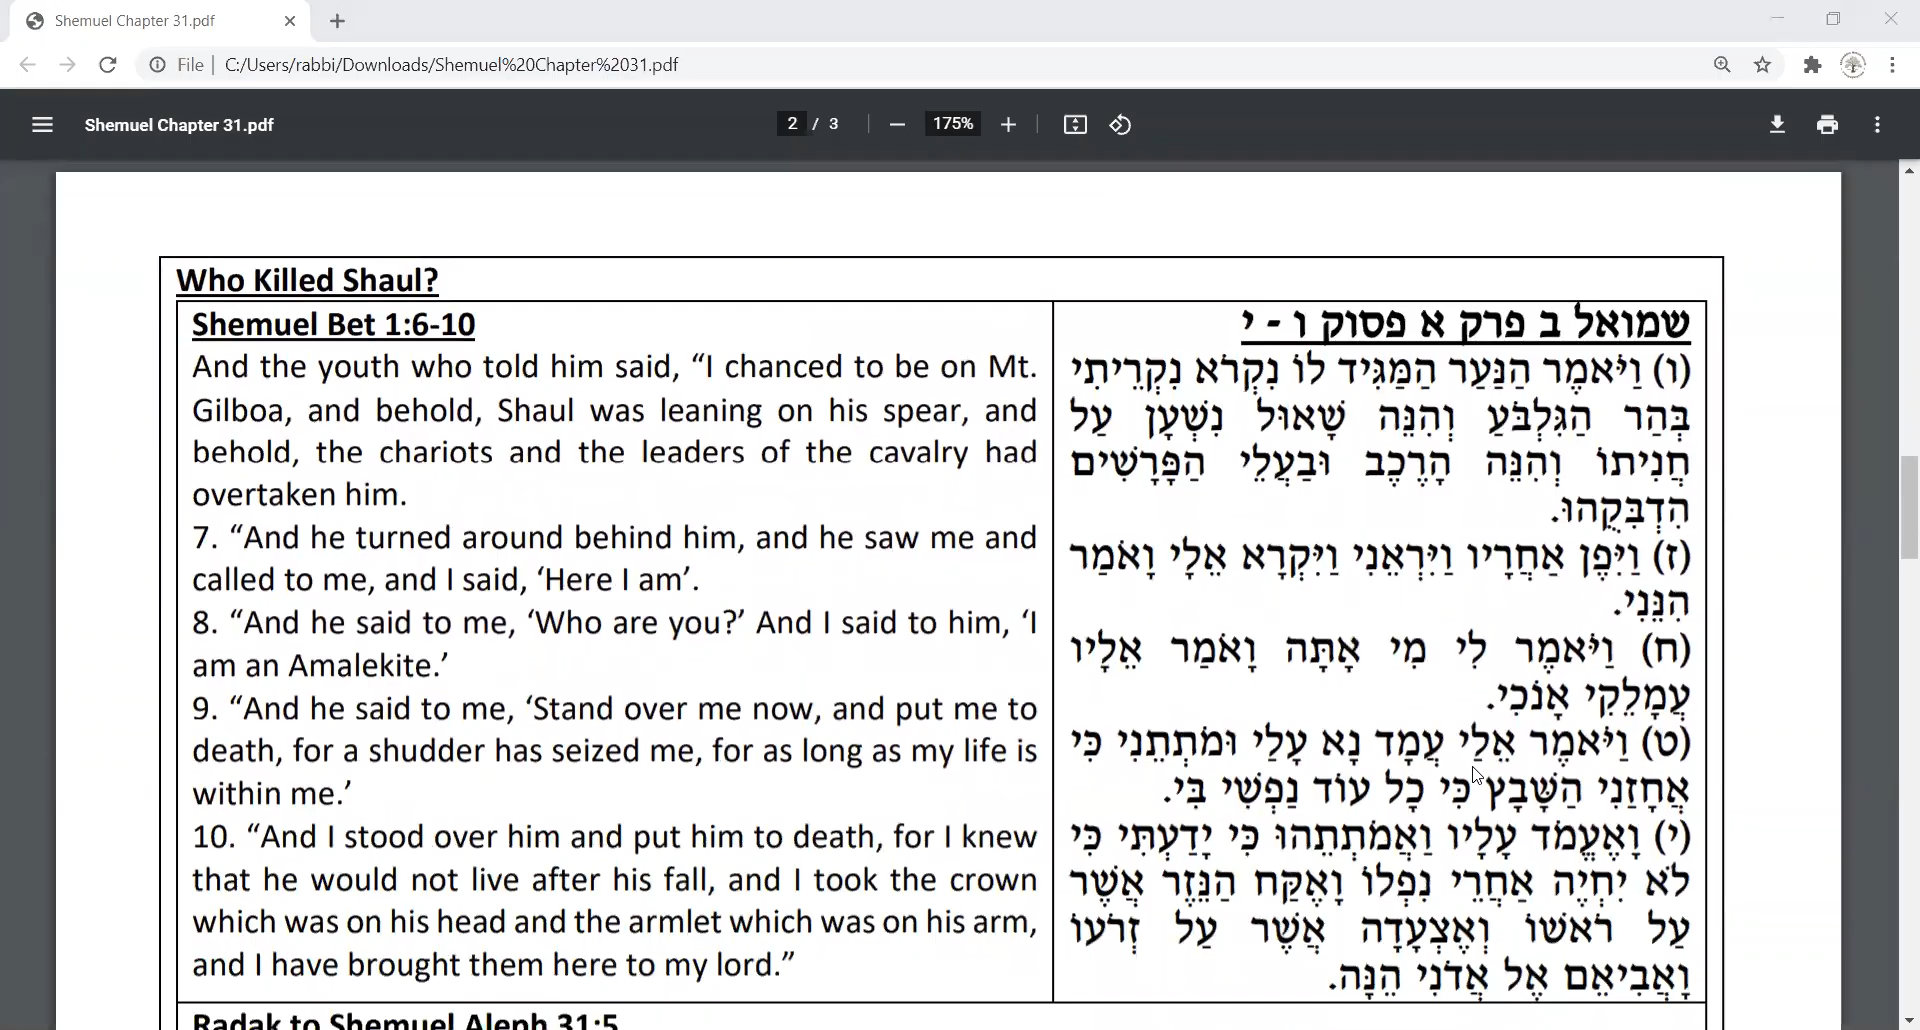 Shemuel Chapter 31.pdf
File
C:/Users/rabbi/Downloads/Shemuel%20Chapter%2031.pdf
Shemuel Chapter 31.pdf
2 / 3
175%
Who Killed Shaul?
Shemuel Bet 1:6-10
And the youth who told him said, “I chanced to be on Mt.
Gilboa, and behold, Shaul was leaning on his spear, and
behold, the chariots and the leaders of the cavalry had
overtaken him.
7. “And he turned around behind him, and he saw me and
called to me, and I said, ‘Here I am’.
8. “And he said to me, ‘Who are you?’ And I said to him, ‘I
am an Amalekite.’
9. “And he said to me, ‘Stand over me now, and put me to
death, for a shudder has seized me, for as long as my life is
within me.’
10. “And I stood over him and put him to death, for I knew
that he would not live after his fall, and I took the crown
which was on his head and the armlet which was on his arm,
and I have brought them here to my lord.”
שמואל ב פרק א פסוק ו - י
(ו) וַיֹּאמֶר הַנַּעַר הַמַּגִּיד לוֹ נִקְרֹא נִקְרֵיתִי
בְּהַר הַגִּלְבֹּעַ וְהִנֵּה שָׁאוּל נִשְׁעָן עַל
חֲנִיתוֹ וְהִנֵּה הָרֶכֶב וּבַעֲלֵי הַפָּרָשִׁים
הִדְבִּקֻהוּ.
(ז) וַיִּפֶן אַחֲרָיו וַיִּרְאֵנִי וַיִּקְרָא אֵלָי וָאֹמַר
הִנֵּנִי.
(ח) וַיֹּאמֶר לִי מִי אָתָּה וָאֹמַר אֵלָיו
עֲמָלֵקִי אָנֹכִי.
(ט) וַיֹּאמֶר אֵלַי עֲמָד נָא עָלַי וּמֹתְתֵנִי כִּי
אֲחָזַנִי הַשָּׁבָץ כִּי כָל עוֹד נַפְשִׁי בִּי.
(י) וָאֶעֱמֹד עָלָיו וַאֲמֹתְתֵהוּ כִּי יָדַעְתִּי כִּי
לֹא יִחְיֶה אַחֲרֵי נִפְלוֹ וָאֶקַּח הַנֵּזֶר אֲשֶׁר
עַל רֹאשׁוֹ וְאֶצְעָדָה אֲשֶׁר עַל זְרֹעוֹ
וָאֲבִיאֵם אֶל אֲדֹנִי הֵנָּה.
Radak to Shemuel Aleph 31:5